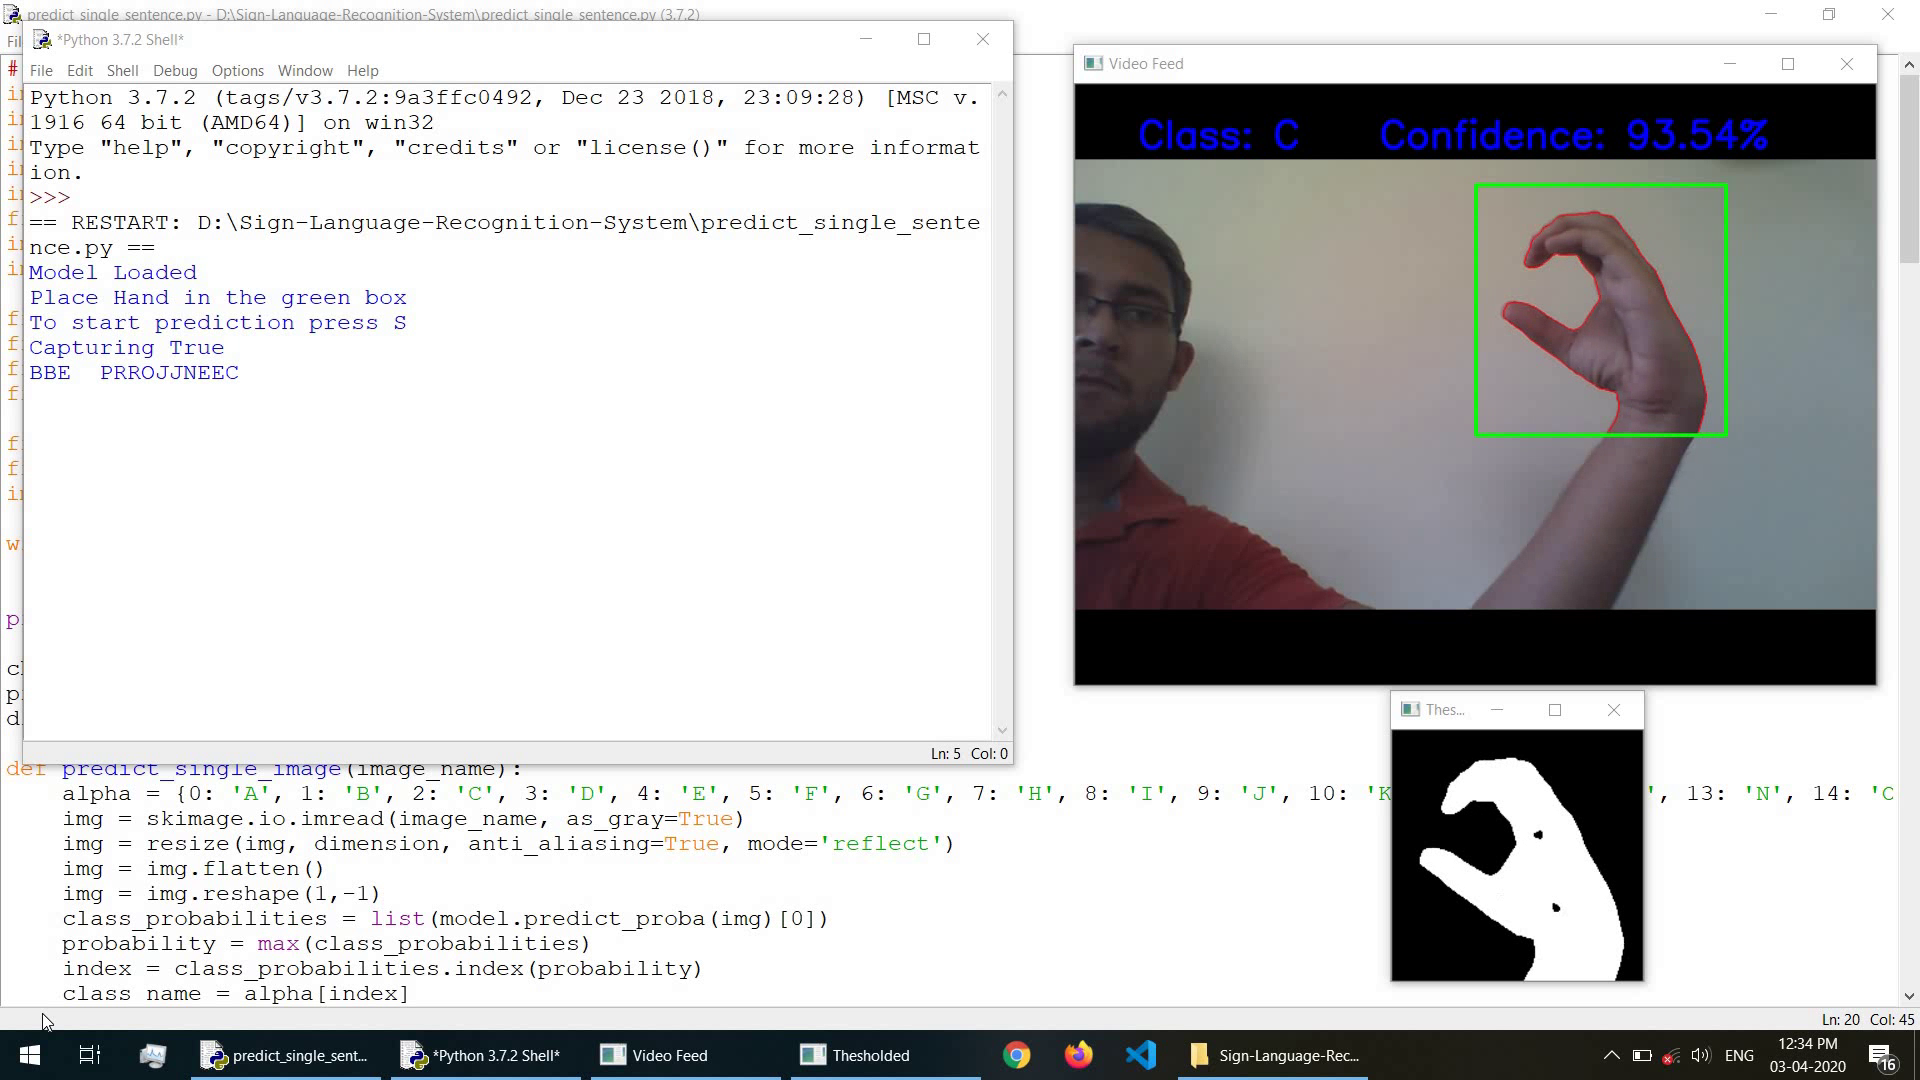 predict_single_sentence.py - D:\Sign-Language-Recognition-System\predict_single_sentence.py (3.7.2)
*Python 3.7.2 Shell*
File Edit Shell Debug Options Window Help
Python 3.7.2 (tags/v3.7.2:9a3ffc0492, Dec 23 2018, 23:09:28) [MSC v.
1916 64 bit (AMD64)] on win32
Type "help", "copyright", "credits" or "license()" for more informat
ion.
>>>
== RESTART: D:\Sign-Language-Recognition-System\predict_single_sente
nce.py ==
Model Loaded
Place Hand in the green box
To start prediction press S
Capturing True
BBE  PRROJJNEEC
Ln: 5 Col: 0
Video Feed
Class: C Confidence: 93.54%
Thes...
def predict_single_image(image_name):
alpha = {0: 'A', 1: 'B', 2: 'C', 3: 'D', 4: 'E', 5: 'F', 6: 'G', 7: 'H', 8: 'I', 9: 'J', 10: 'K ', 13: 'N', 14: 'O
img = skimage.io.imread(image_name, as_gray=True)
img = resize(img, dimension, anti_aliasing=True, mode='reflect')
img = img.flatten()
img = img.reshape(1,-1)
class_probabilities = list(model.predict_proba(img)[0])
probability = max(class_probabilities)
index = class_probabilities.index(probability)
class_name = alpha[index]
Ln: 20 Col: 45
predict_single_sent... *Python 3.7.2 Shell* Video Feed Thesholded Sign-Language-Rec... ENG 12:34 PM
03-04-2020
16